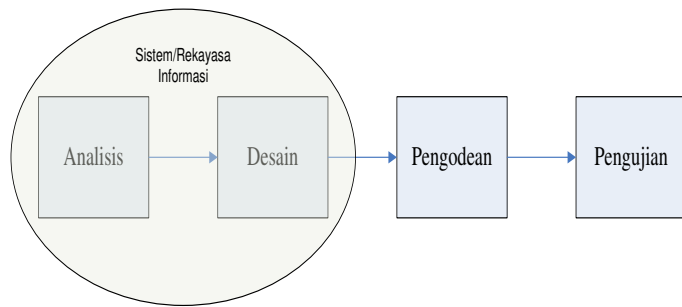 Sistem/Rekayasa
Informasi
Analisis
Desain
Pengodean
Pengujian